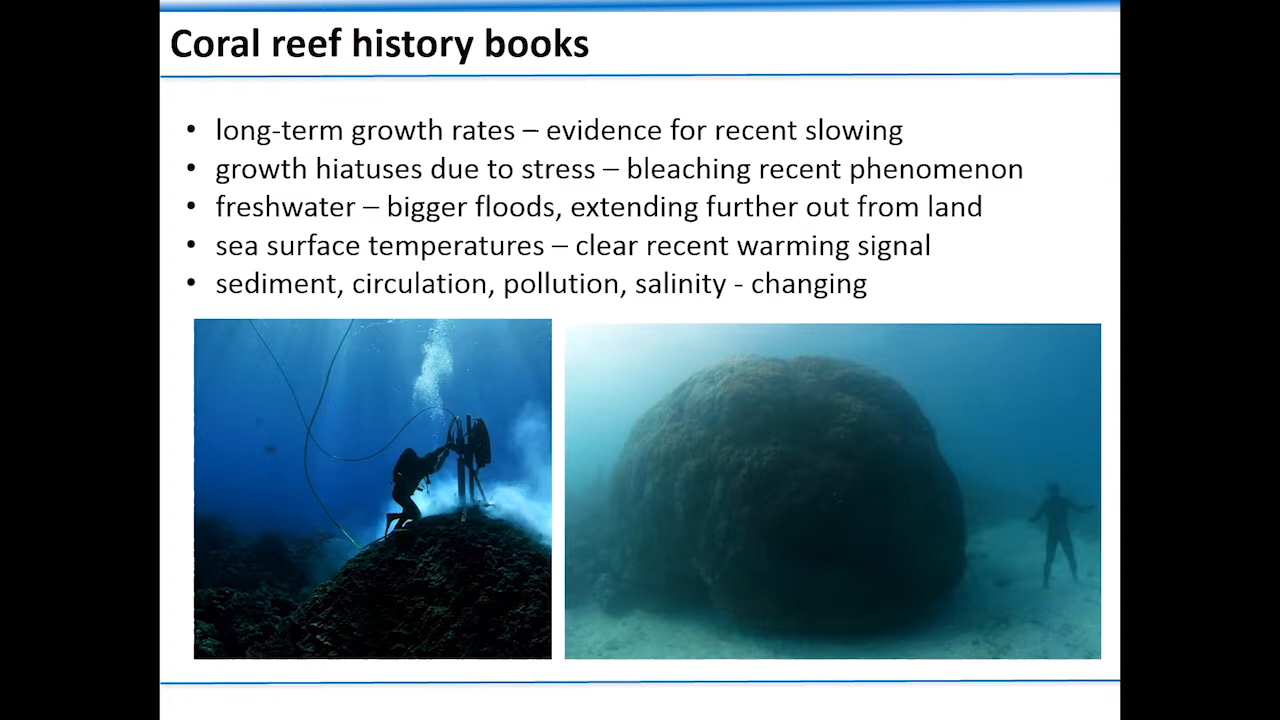 Coral reef history books
• long-term growth rates – evidence for recent slowing
• growth hiatuses due to stress – bleaching recent phenomenon
• freshwater – bigger floods, extending further out from land
• sea surface temperatures – clear recent warming signal
• sediment, circulation, pollution, salinity - changing